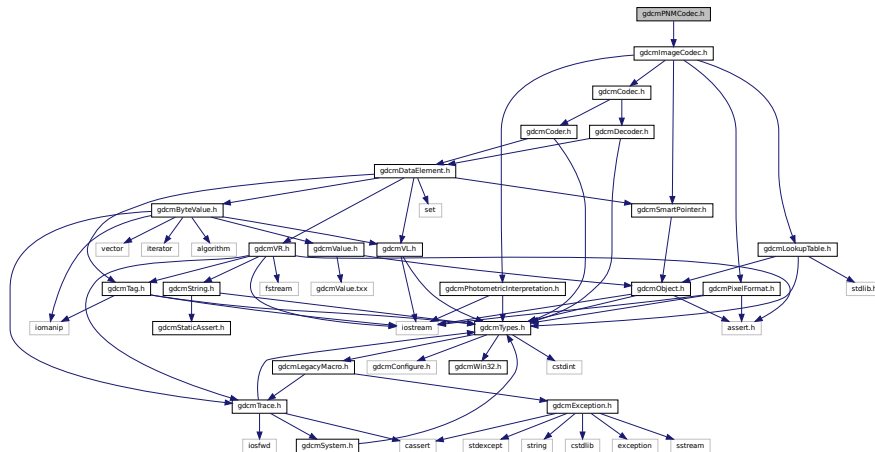 gdcmPNMCodec.h
gdcmImageCodec.h
gdcmCodec.h
gdcmCoder.h
gdcmDecoder.h
gdcmDataElement.h
gdcmByteValue.h
set
gdcmSmartPointer.h
vector
iterator
algorithm
gdcmVR.h
gdcmValue.h
gdcmVL.h
gdcmLookupTable.h
gdcmTag.h
gdcmString.h
fstream
gdcmValue.txx
gdcmPhotometricInterpretation.h
gdcmObject.h
gdcmPixelFormat.h
stdlib.h
iomanip
gdcmStaticAssert.h
iostream
gdcmTypes.h
assert.h
gdcmLegacyMacro.h
gdcmConfigure.h
gdcmWin32.h
cstdint
gdcmTrace.h
gdcmException.h
iosfwd
gdcmSystem.h
cassert
stdexcept
string
cstdlib
exception
sstream